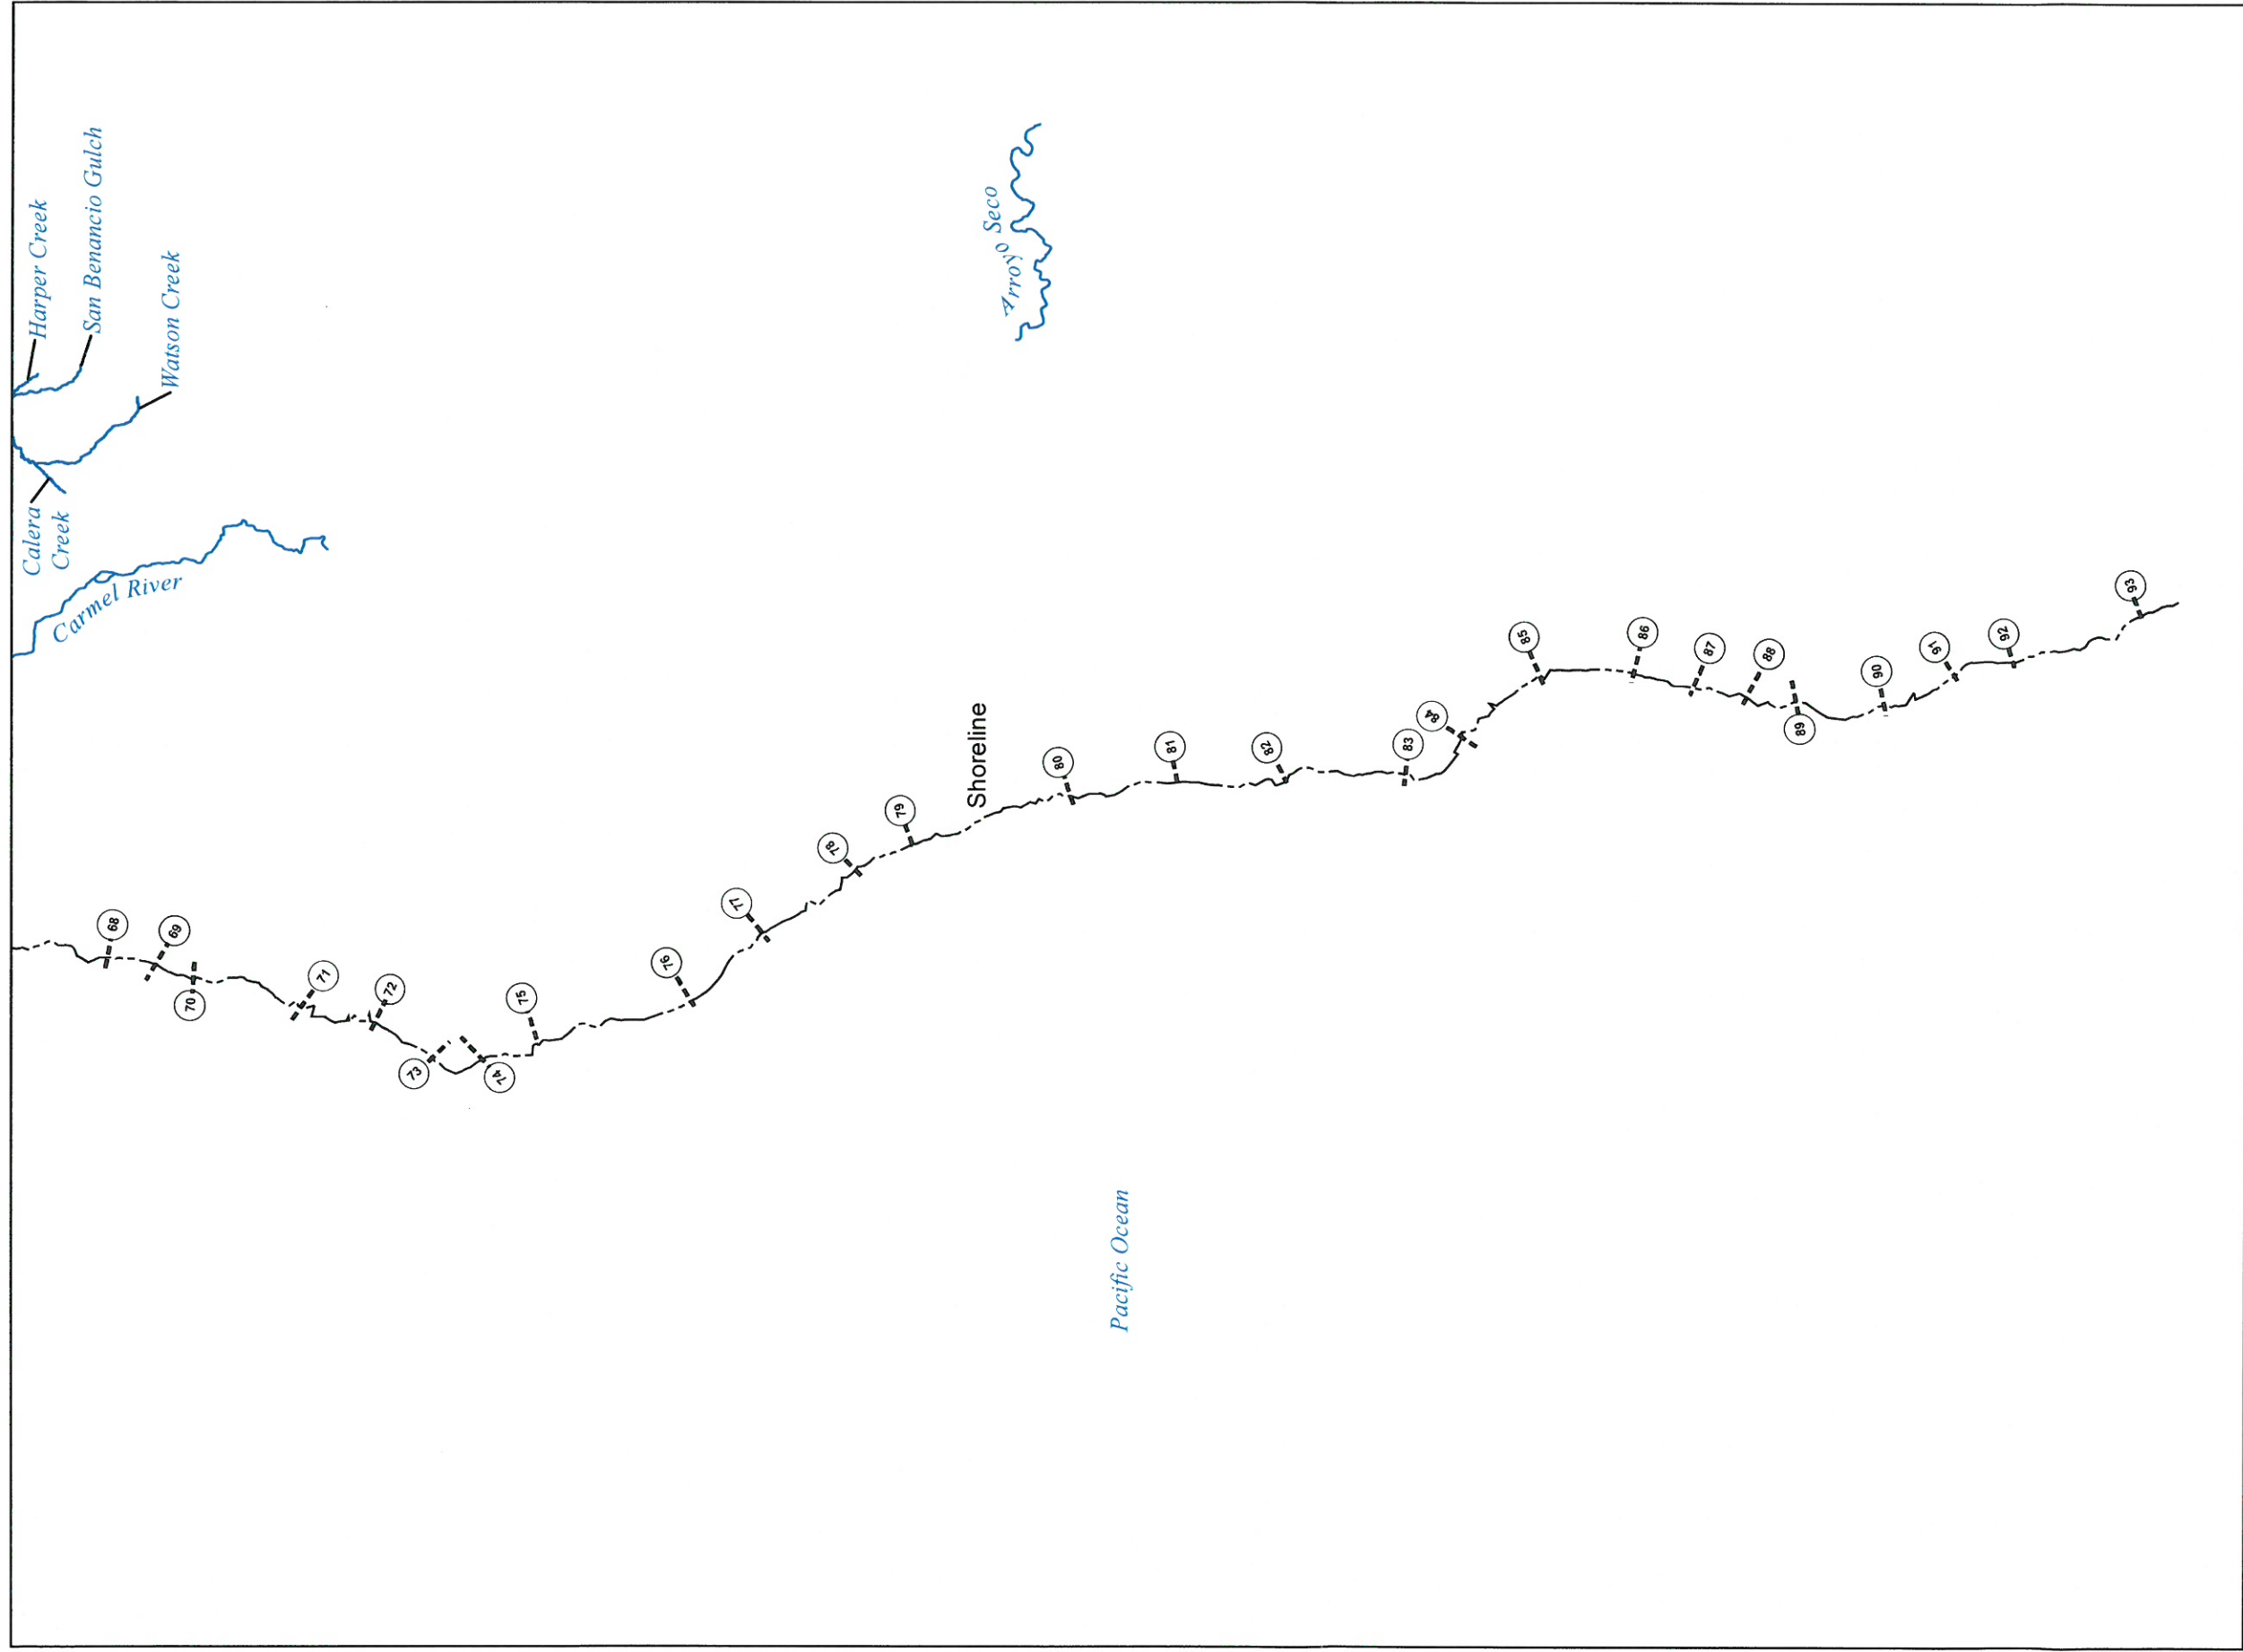 Harper Creek
San Benancio Gulch
Watson Creek
Calera
Creek
Carmel River
Arroyo Seco
Shoreline
Pacific Ocean
68
69
70
71
72
73
74
75
76
77
78
79
80
81
82
83
84
85
86
87
88
89
90
91
92
93